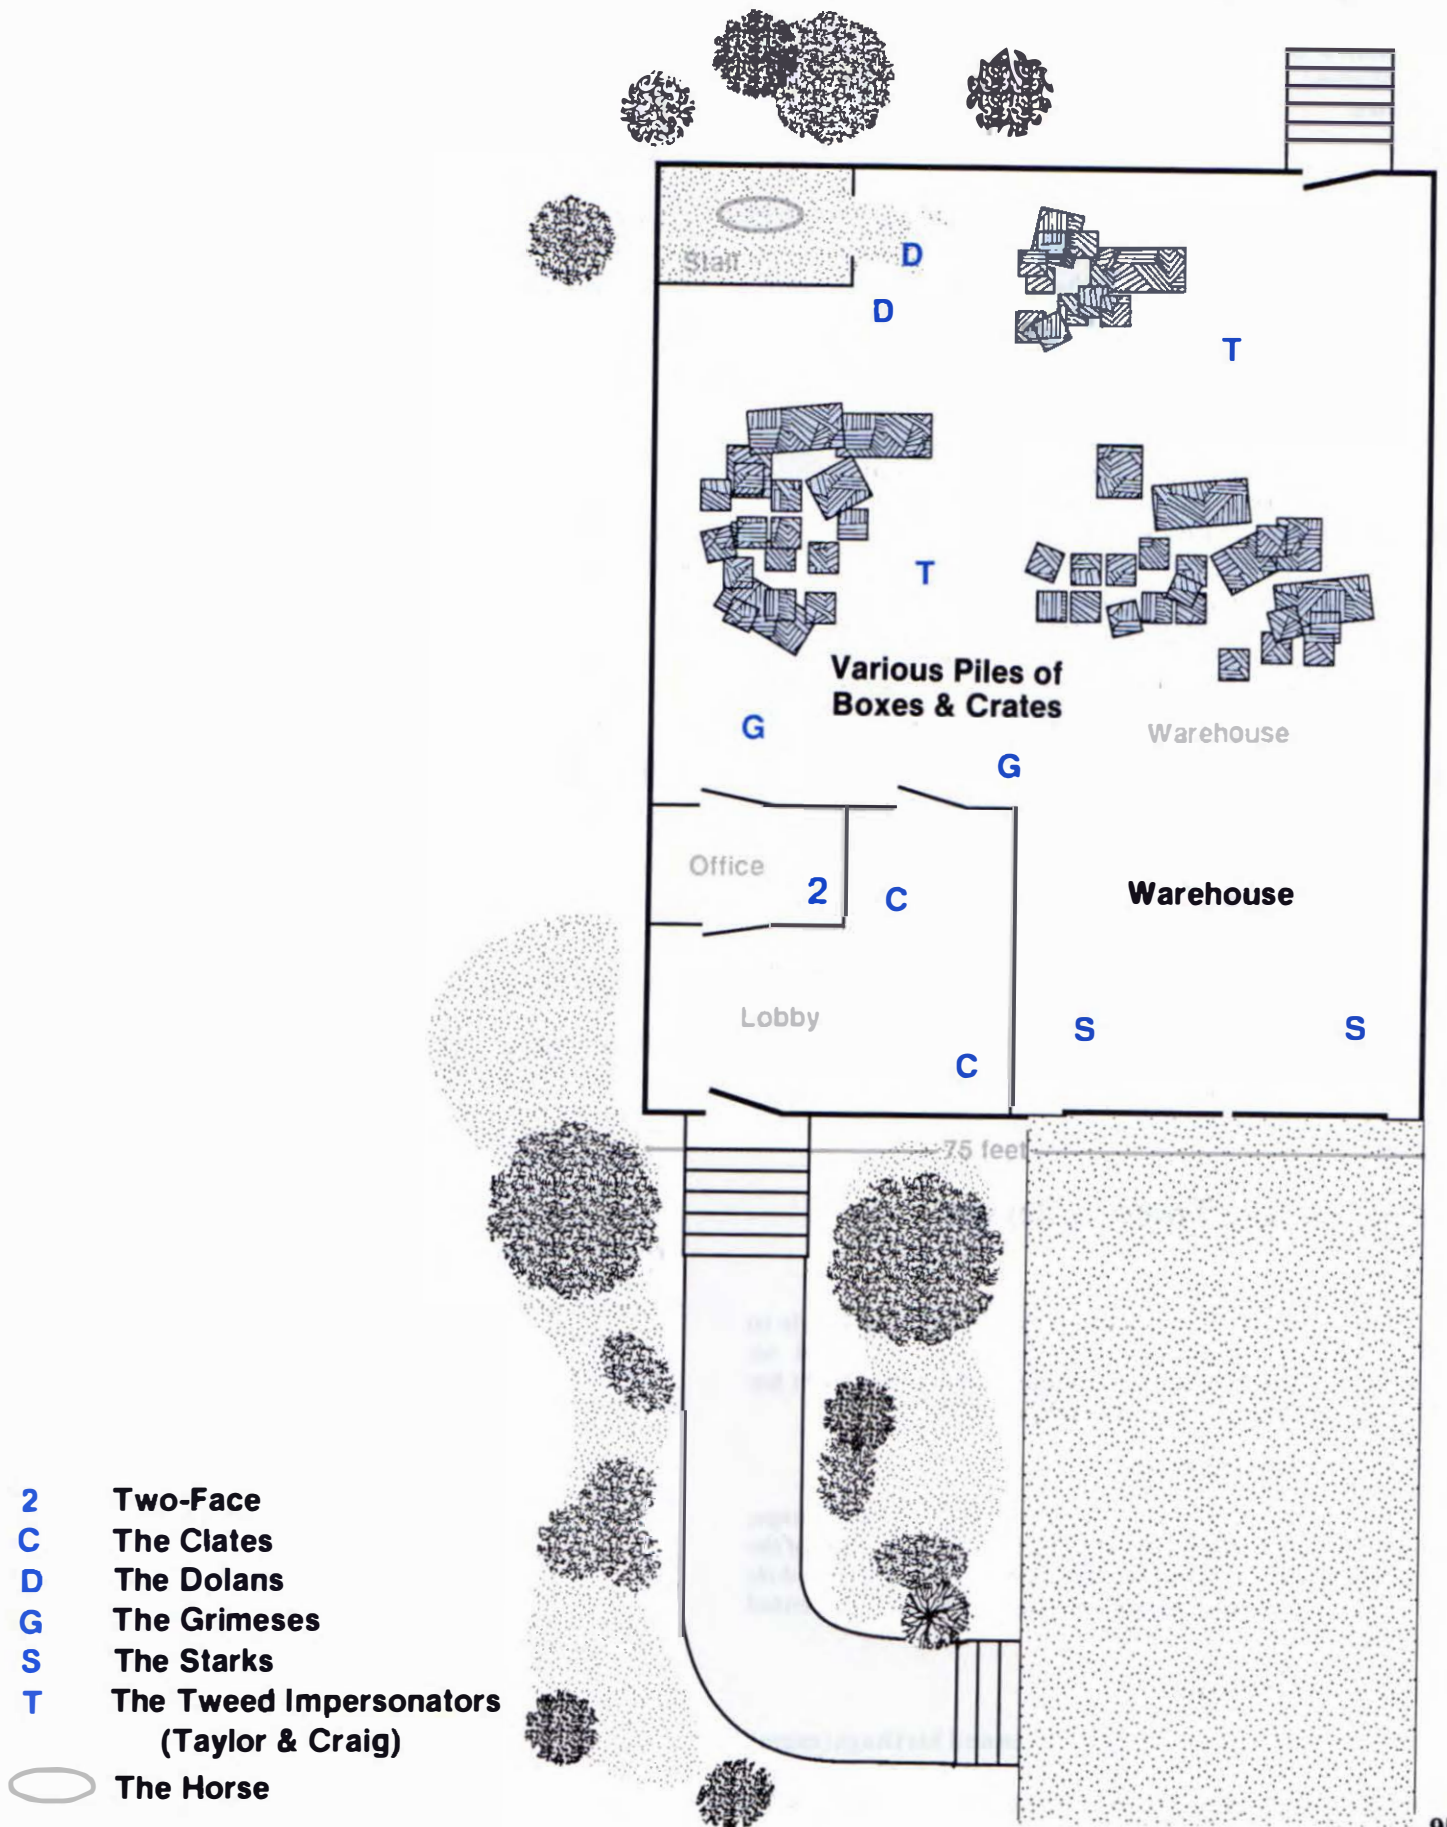 Stall
D
D
T
T
Various Piles of
Boxes & Crates
G
Warehouse
G
Office
2
C
Warehouse
Lobby
S
S
C
75 feet
2 Two-Face
C The Clates
D The Dolans
G The Grimeses
S The Starks
T The Tweed Impersonators
(Taylor & Craig)
The Horse